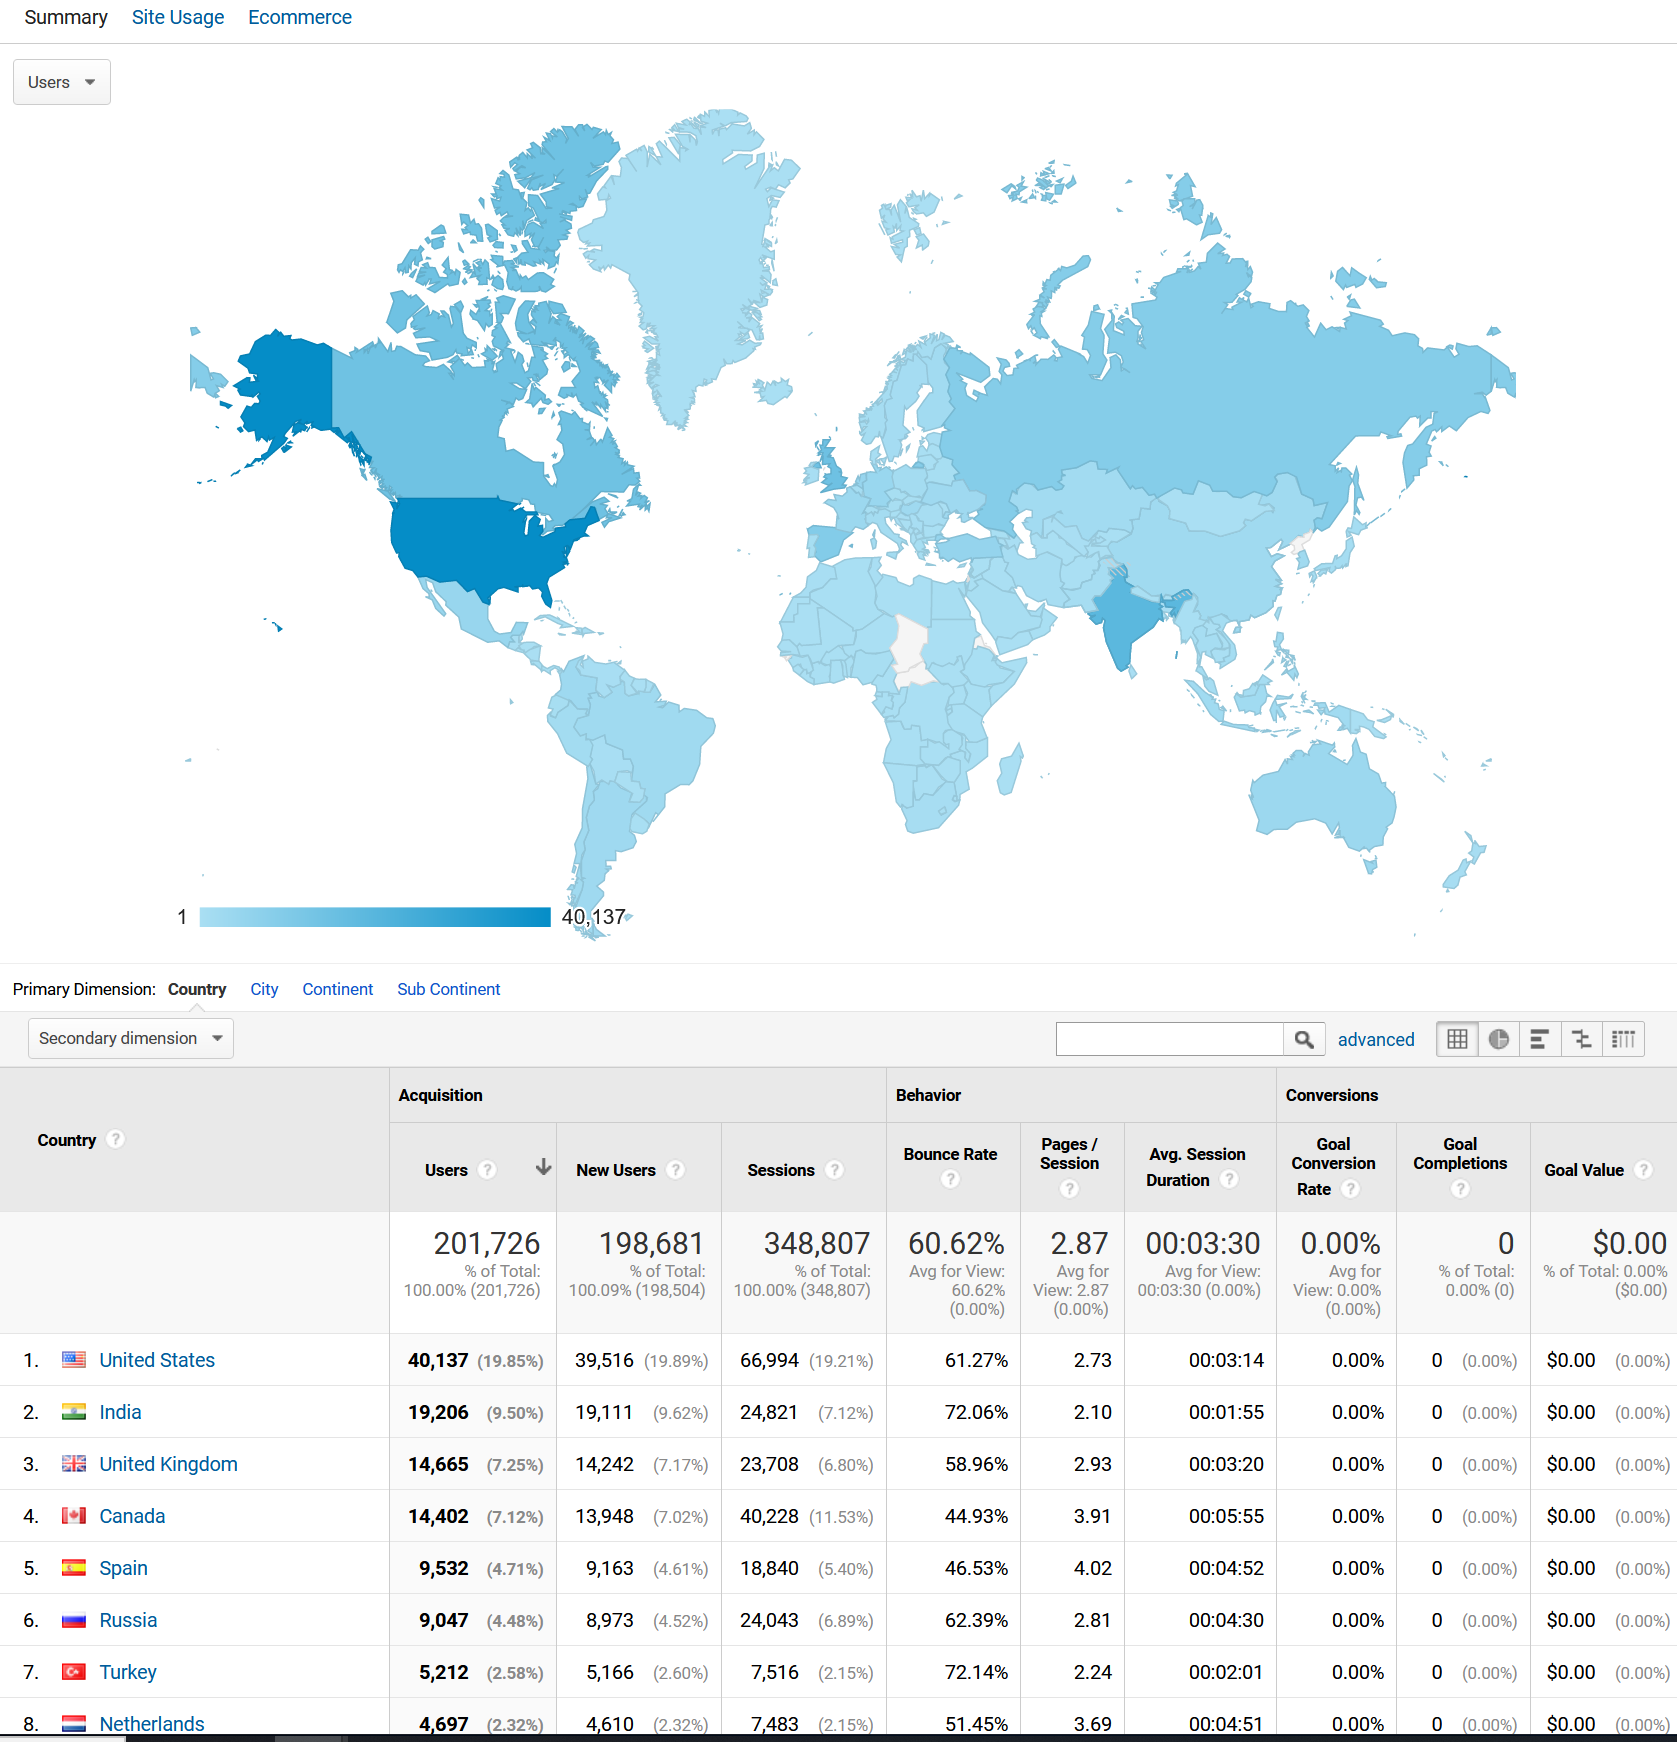 Summary Site Usage Ecommerce
Users
1 40,137
Primary Dimension: Country City Continent Sub Continent
Secondary dimension advanced
Acquisition Behavior Conversions
Country ?
Users ? New Users ? Sessions ? Bounce Rate ? Pages / Session ? Avg. Session Duration ? Goal Conversion Rate ? Goal Completions ? Goal Value ?
201,726 198,681 348,807 60.62% 2.87 00:03:30 0.00% 0 $0.00
% of Total: 100.00% (201,726) % of Total: 100.09% (198,504) % of Total: 100.00% (348,807) Avg for View: 60.62% (0.00%) Avg for View: 2.87 (0.00%) Avg for View: 00:03:30 (0.00%) Avg for View: 0.00% (0.00%) % of Total: 0.00% (0) % of Total: 0.00% ($0.00)
1. United States 40,137 (19.85%) 39,516 (19.89%) 66,994 (19.21%) 61.27% 2.73 00:03:14 0.00% 0 (0.00%) $0.00 (0.00%)
2. India 19,206 (9.50%) 19,111 (9.62%) 24,821 (7.12%) 72.06% 2.10 00:01:55 0.00% 0 (0.00%) $0.00 (0.00%)
3. United Kingdom 14,665 (7.25%) 14,242 (7.17%) 23,708 (6.80%) 58.96% 2.93 00:03:20 0.00% 0 (0.00%) $0.00 (0.00%)
4. Canada 14,402 (7.12%) 13,948 (7.02%) 40,228 (11.53%) 44.93% 3.91 00:05:55 0.00% 0 (0.00%) $0.00 (0.00%)
5. Spain 9,532 (4.71%) 9,163 (4.61%) 18,840 (5.40%) 46.53% 4.02 00:04:52 0.00% 0 (0.00%) $0.00 (0.00%)
6. Russia 9,047 (4.48%) 8,973 (4.52%) 24,043 (6.89%) 62.39% 2.81 00:04:30 0.00% 0 (0.00%) $0.00 (0.00%)
7. Turkey 5,212 (2.58%) 5,166 (2.60%) 7,516 (2.15%) 72.14% 2.24 00:02:01 0.00% 0 (0.00%) $0.00 (0.00%)
8. Netherlands 4,697 (2.32%) 4,610 (2.32%) 7,483 (2.15%) 51.45% 3.69 00:04:51 0.00% 0 (0.00%) $0.00 (0.00%)